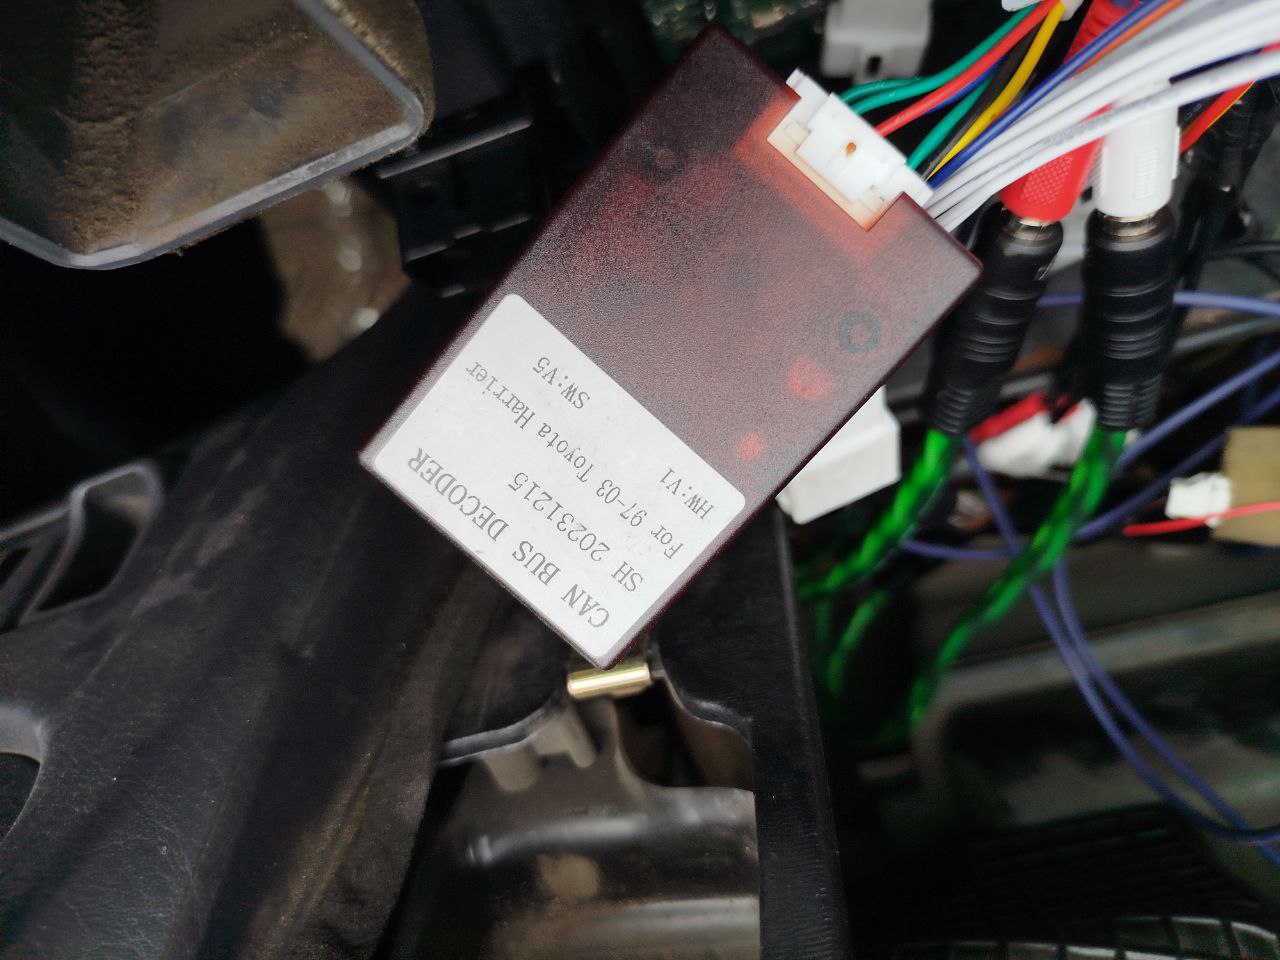 CAN BUS DECODER
SH 20231215
For 97-03 Toyota Harrier
HW:V1 SW:V5